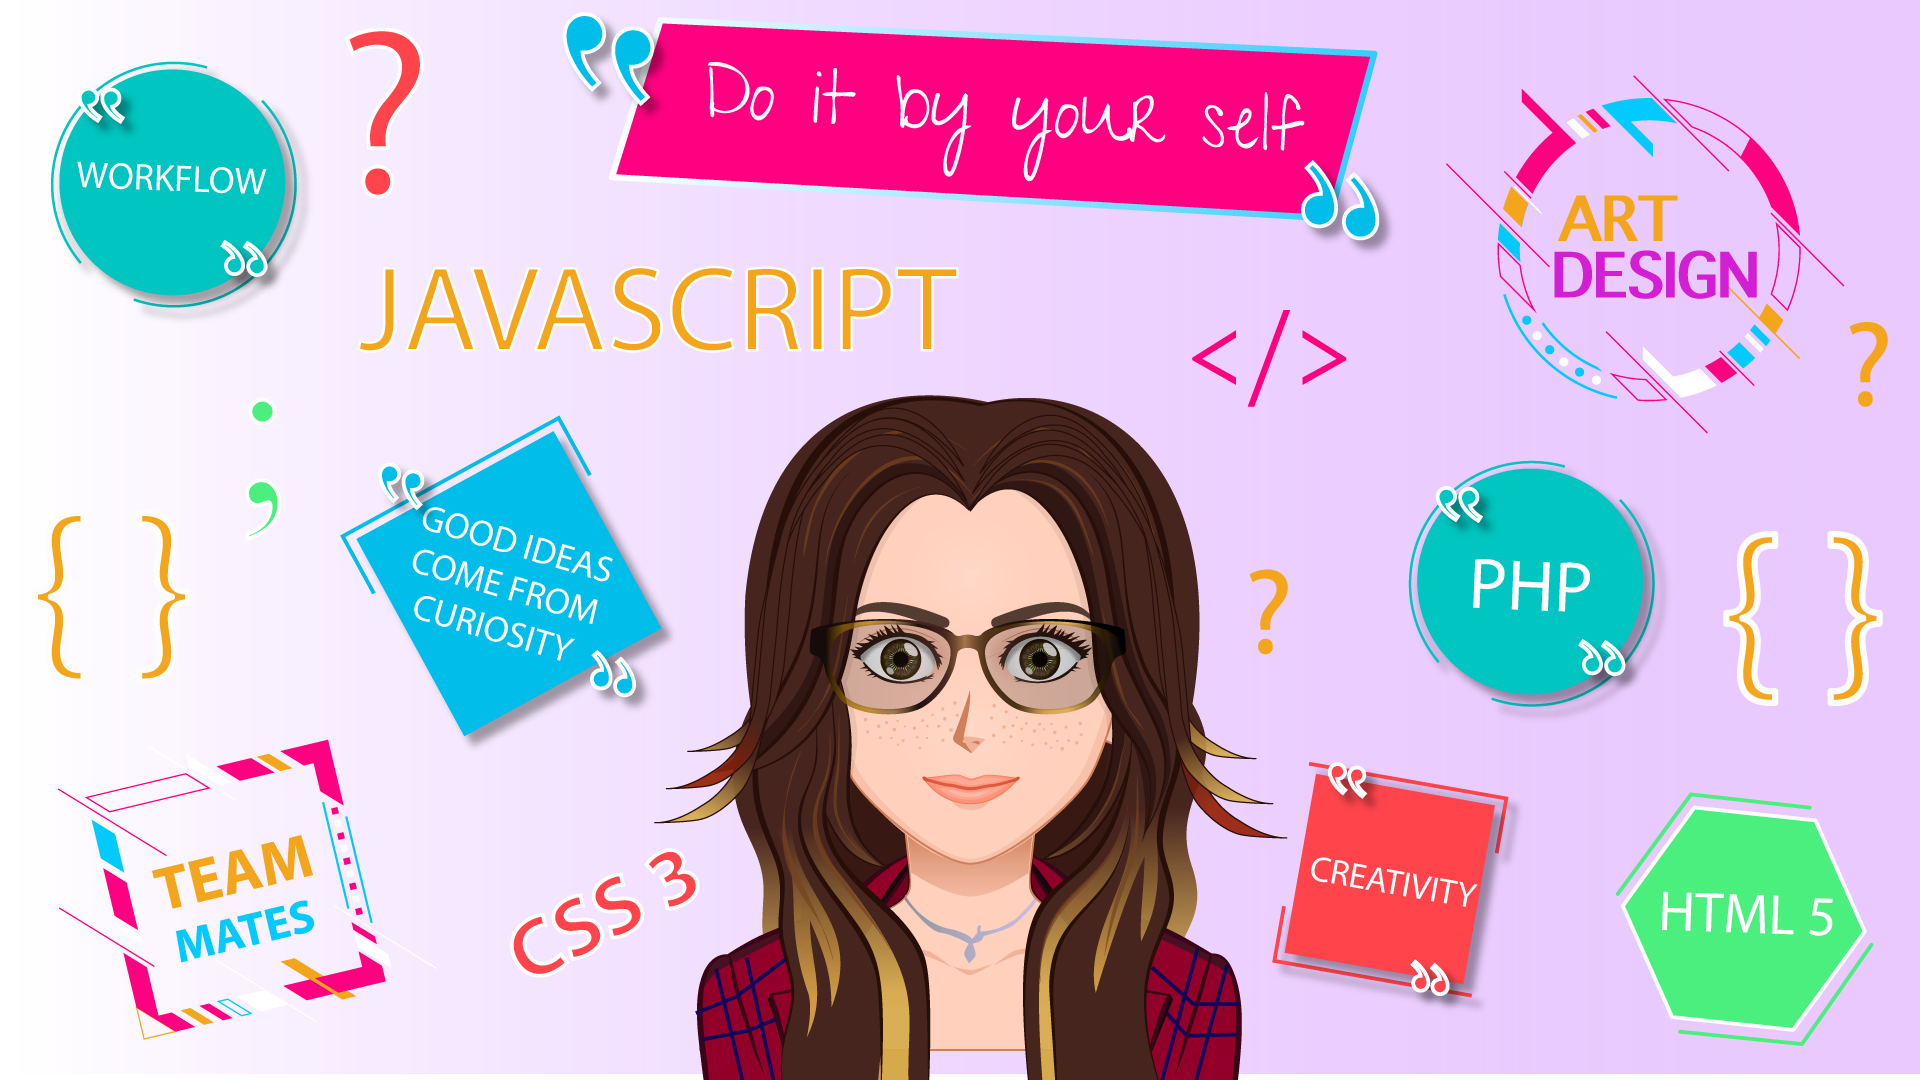 WORKFLOW
?
Do it by your self
ART
DESIGN
JAVASCRIPT
</>
?
;
{ }
GOOD IDEAS
COME FROM
CURIOSITY
?
PHP
{ }
TEAM
MATES
CSS 3
CREATIVITY
HTML 5